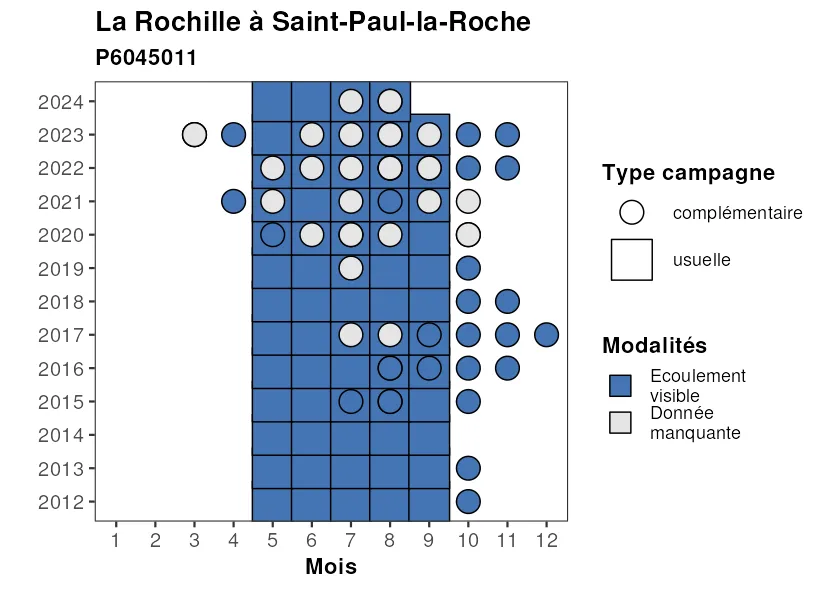 La Rochille à Saint-Paul-la-Roche
P6045011
2024
2023
2022
2021
2020
2019
2018
2017
2016
2015
2014
2013
2012
1 2 3 4 5 6 7 8 9 10 11 12
Mois
Type campagne
complémentaire
usuelle
Modalités
Ecoulement
visible
Donnée
manquante